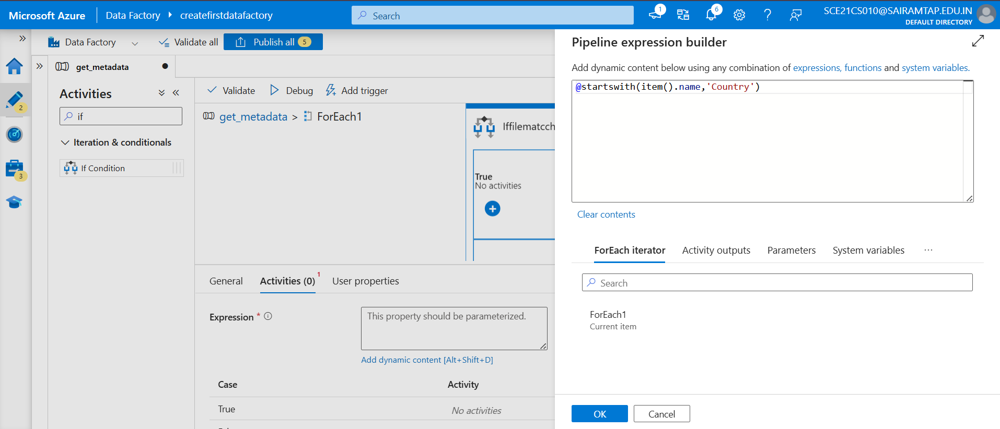 Microsoft Azure
Data Factory
createfirstdatafactory
Search
1
6
SCE21CS010@SAIRAMTAP.EDU.IN
DEFAULT DIRECTORY
Data Factory
Validate all
Publish all
5
2
3
get_metadata
Activities
if
Iteration & conditionals
If Condition
Validate
Debug
Add trigger
get_metadata > ForEach1
Iffilematcch
True
No activities
General
Activities (0)
1
User properties
Expression *
This property should be parameterized.
Add dynamic content [Alt+Shift+D]
Case
Activity
True
No activities
Pipeline expression builder
Add dynamic content below using any combination of expressions, functions and system variables.
@startswith(item().name,'Country')
Clear contents
ForEach iterator
Activity outputs
Parameters
System variables
...
Search
ForEach1
Current item
OK
Cancel